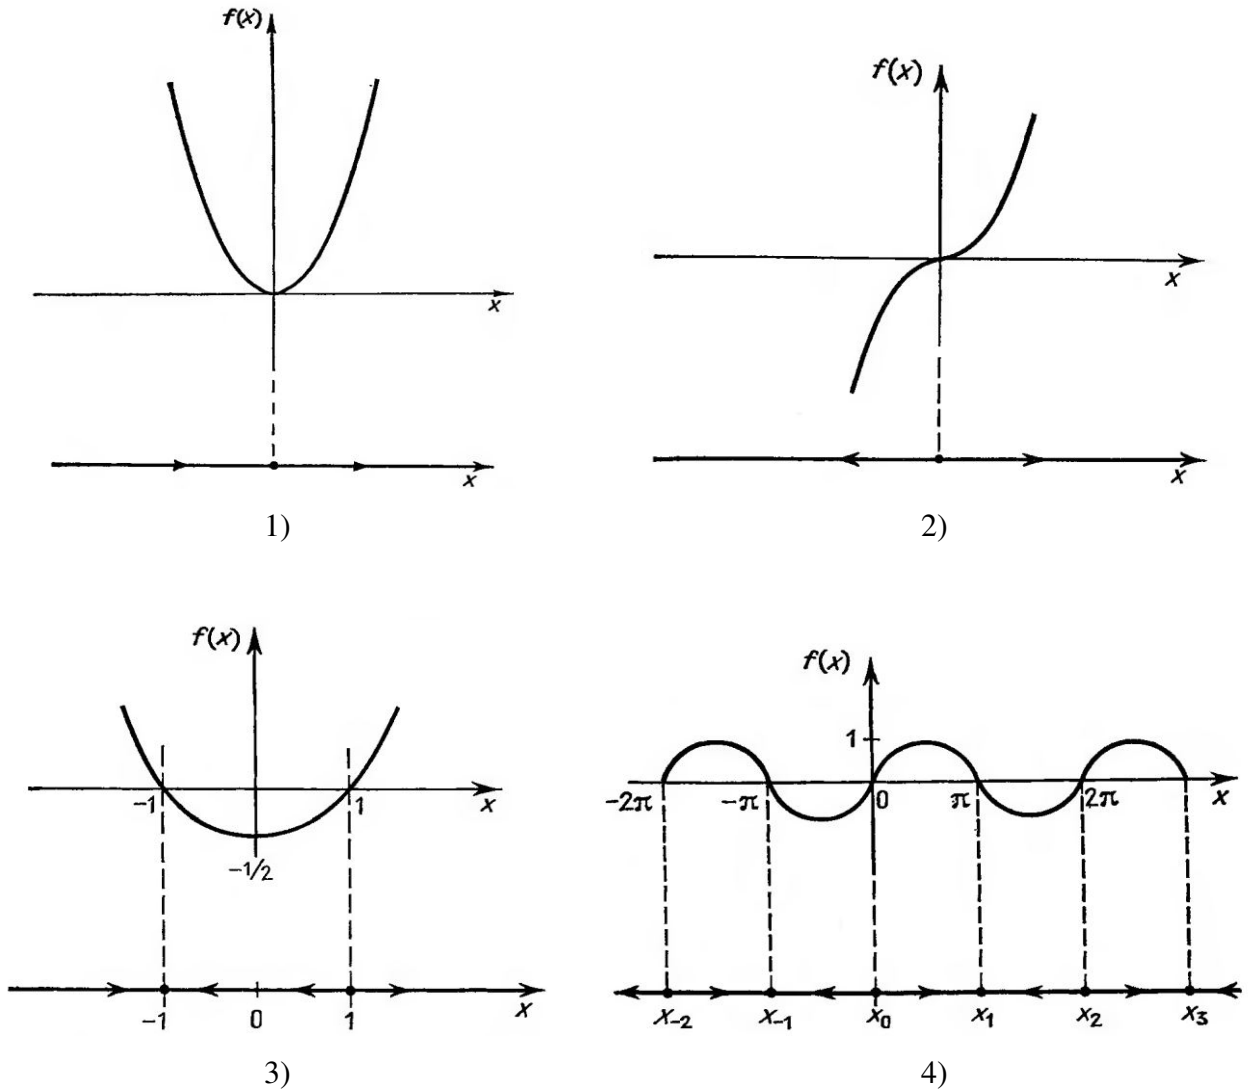 f(x)
x
x
1)
f(x)
x
x
2)
f(x)
-1
1
x
-1/2
-1
0
1
x
3)
f(x)
1
-2π
-π
0
π
2π
x
x₋₂
x₋₁
x₀
x₁
x₂
x₃
4)